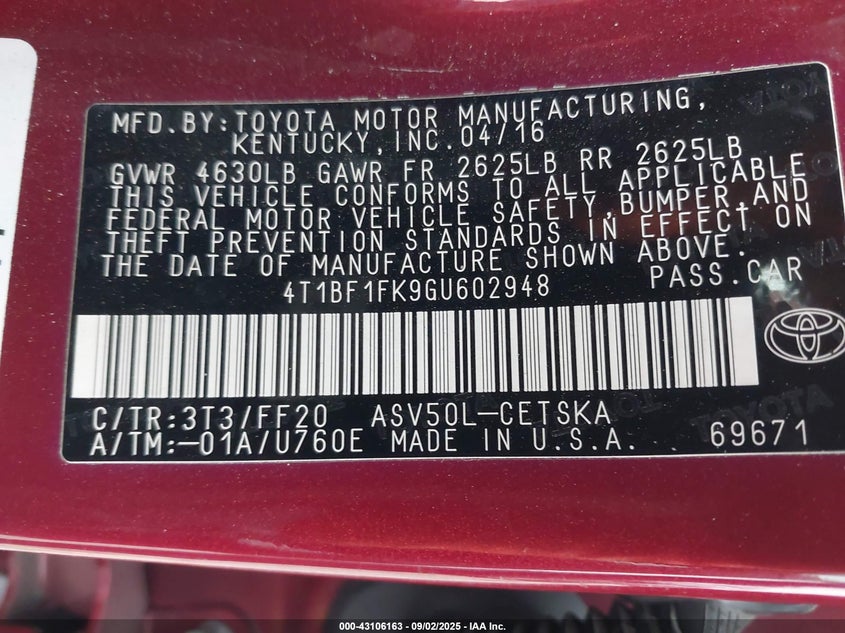 MFD.BY:TOYOTA MOTOR MANUFACTURING,
KENTUCKY,INC.04/16
GVWR 4630LB GAWR FR 2625LB RR 2625LB
THIS VEHICLE CONFORMS TO ALL APPLICABLE
FEDERAL MOTOR VEHICLE SAFETY,BUMPER,AND
THEFT PREVENTION STANDARDS IN EFFECT ON
THE DATE OF MANUFACTURE SHOWN ABOVE.
4T1BF1FK9GU602948 PASS.CAR
C/TR:3T3/FF20 ASV50L-CETSKA
A/TM:-01A/U760E MADE IN U.S.A. 69671
000-43106163 - 09/02/2025 - IAA Inc.